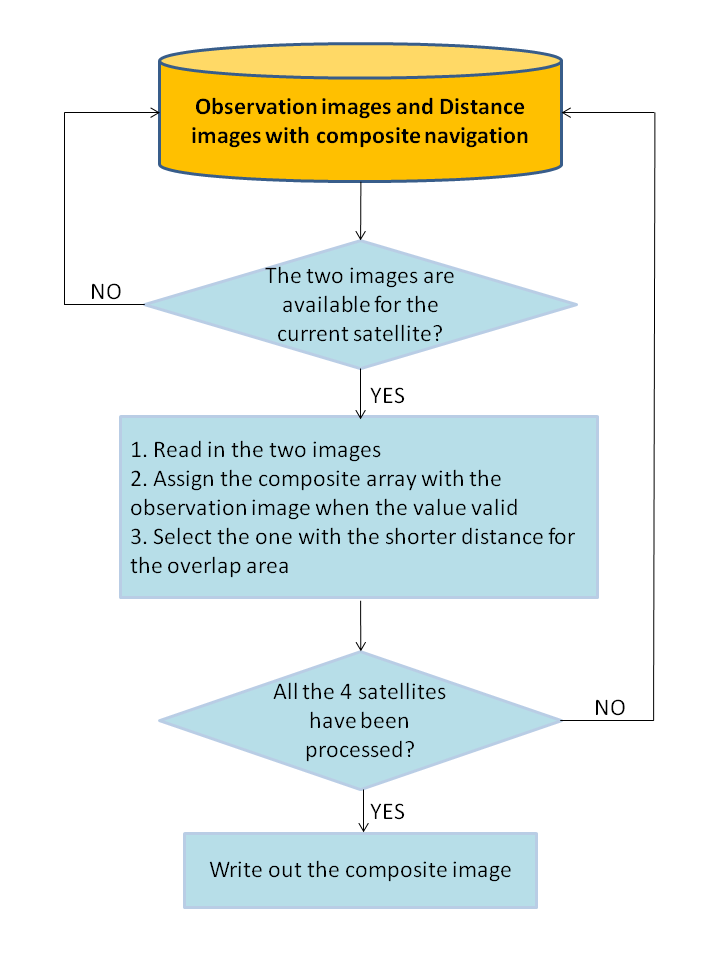 Observation images and Distance
images with composite navigation
The two images are
available for the
current satellite?
NO
YES
1. Read in the two images
2. Assign the composite array with the
observation image when the value valid
3. Select the one with the shorter distance for
the overlap area
All the 4 satellites
have been
processed?
NO
YES
Write out the composite image